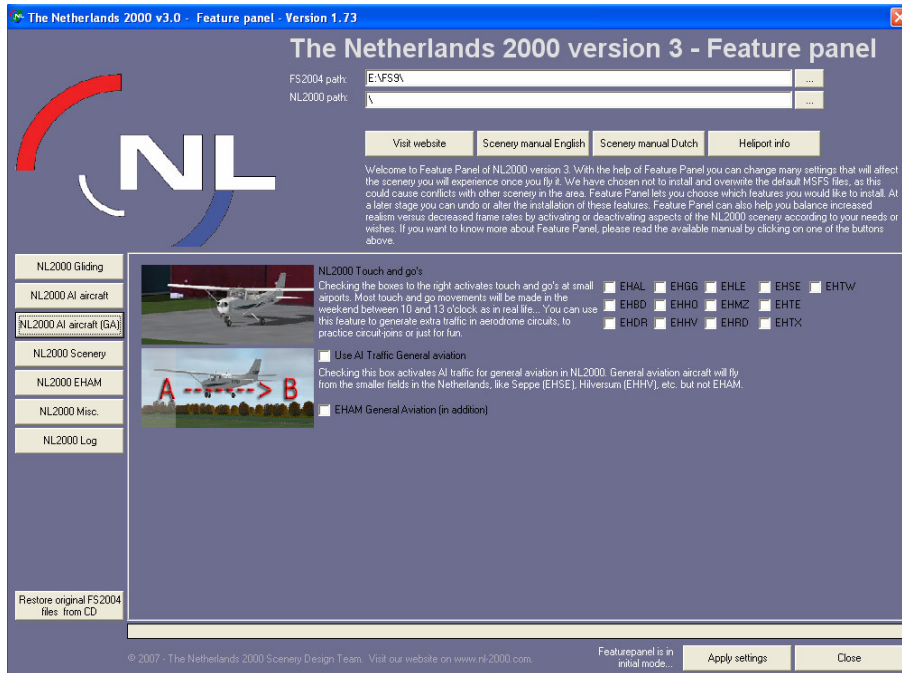 The Netherlands 2000 v3.0 - Feature panel - Version 1.73
The Netherlands 2000 version 3 - Feature panel
FS2004 path: E:\FS9\ ...
NL2000 path: \ ...
NL
Visit website Scenery manual English Scenery manual Dutch Heliport info
Welcome to Feature Panel of NL2000 version 3. With the help of Feature Panel you can change many settings that will affect
the scenery you will experience once you fly it. We have chosen not to install and overwrite the default MSFS files, as this
could cause conflicts with other scenery in the area. Feature Panel lets you choose which features you would like to install. At
a later stage you can undo or alter the installation of these features. Feature Panel can also help you balance increased
realism versus decreased frame rates by activating or deactivating aspects of the NL2000 scenery according to your needs or
wishes. If you want to know more about Feature Panel, please read the available manual by clicking on one of the buttons
above.
NL2000 Gliding
NL2000 AI aircraft
NL2000 AI aircraft (GA)
NL2000 Scenery
NL2000 EHAM
NL2000 Misc.
NL2000 Log
Restore original FS2004
files from CD
NL2000 Touch and go's
Checking the boxes to the right activates touch and go's at small
airports. Most touch and go movements will be made in the
weekend between 10 and 13 o'clock as in real life... You can use
this feature to generate extra traffic in aerodrome circuits, to
practice circuit-joins or just for fun.
EHAL EHGG EHLE EHSE EHTW
EHBD EHHO EHMZ EHTE
EHDR EHHV EHRD EHTX
A ------> B
Use AI Traffic General aviation
Checking this box activates AI traffic for general aviation in NL2000. General aviation aircraft will fly
from the smaller fields in the Netherlands, like Seppe (EHSE), Hilversum (EHHV), etc. but not EHAM.
EHAM General Aviation (in addition)
© 2007 - The Netherlands 2000 Scenery Design Team. Visit our website on www.nl-2000.com.
Featurepanel is in
initial mode...
Apply settings Close